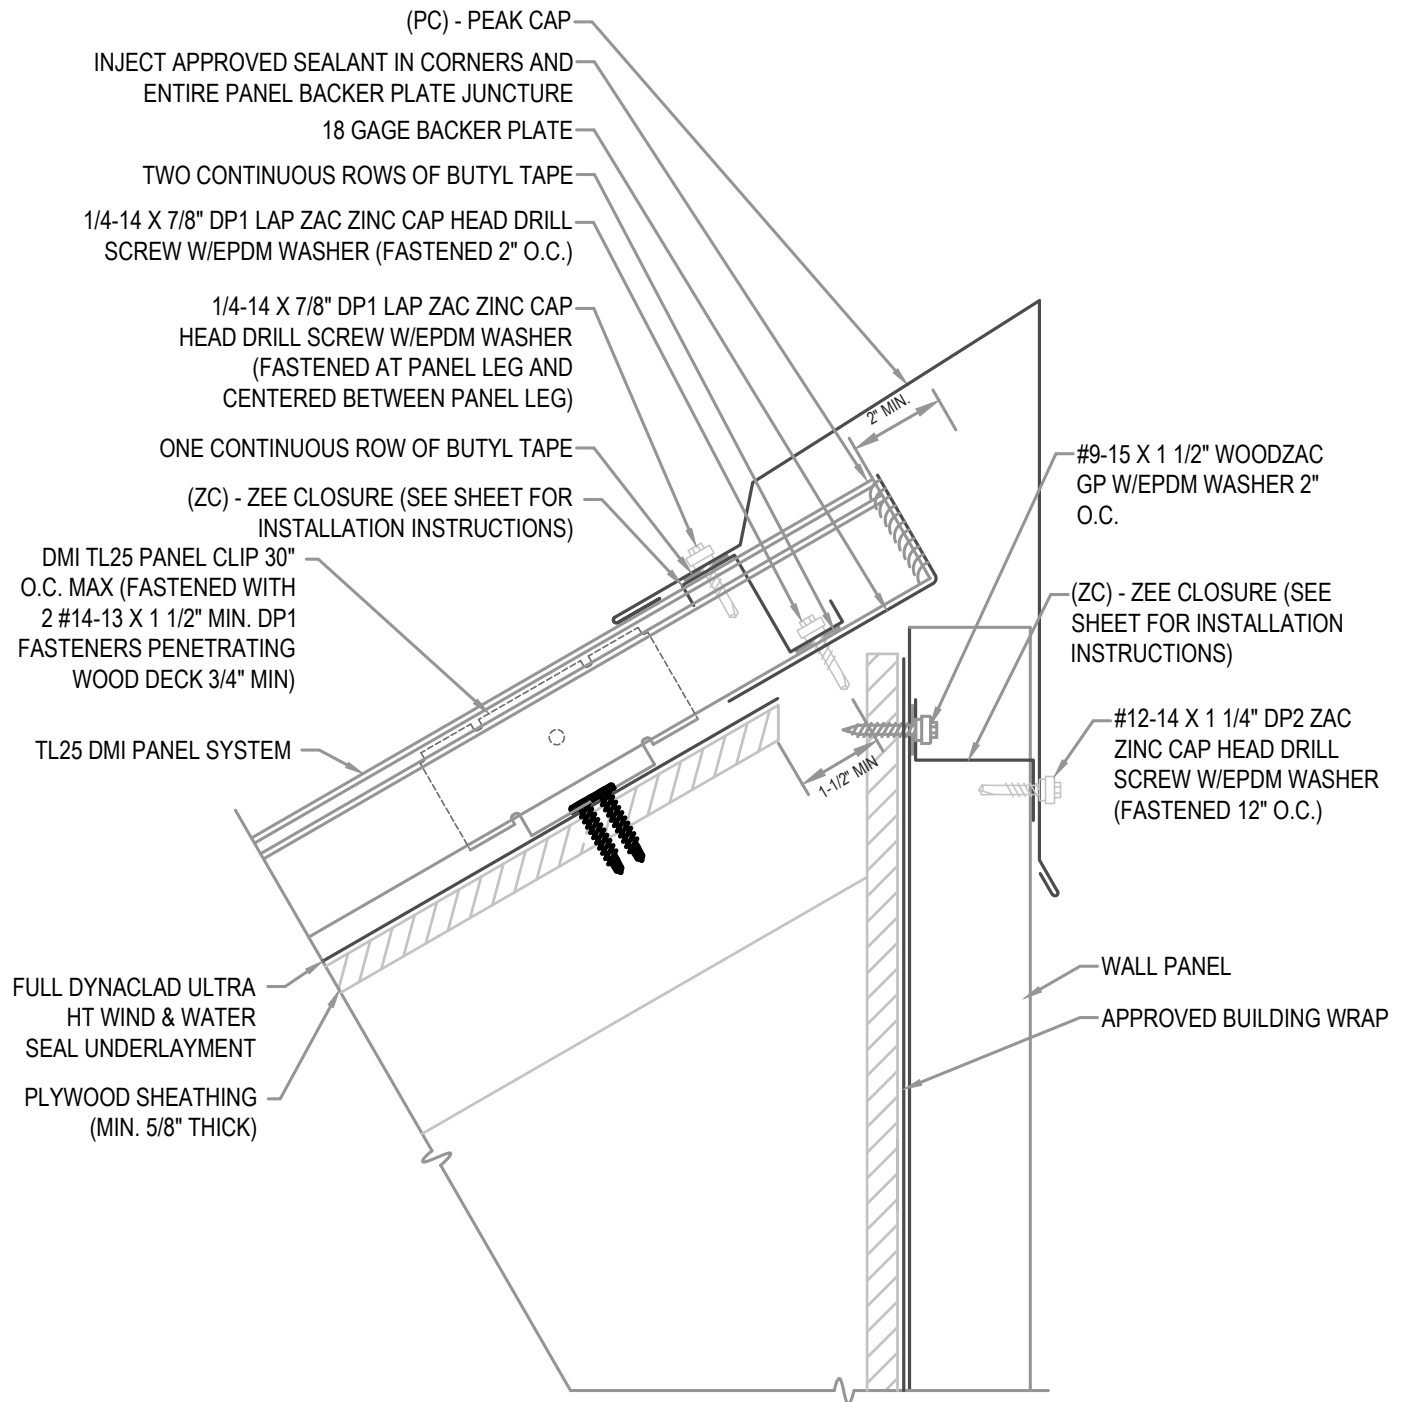 (PC) - PEAK CAP
INJECT APPROVED SEALANT IN CORNERS AND
ENTIRE PANEL BACKER PLATE JUNCTURE
18 GAGE BACKER PLATE
TWO CONTINUOUS ROWS OF BUTYL TAPE
1/4-14 X 7/8" DP1 LAP ZAC ZINC CAP HEAD DRILL
SCREW W/EPDM WASHER (FASTENED 2" O.C.)
1/4-14 X 7/8" DP1 LAP ZAC ZINC CAP
HEAD DRILL SCREW W/EPDM WASHER
(FASTENED AT PANEL LEG AND
CENTERED BETWEEN PANEL LEG)
ONE CONTINUOUS ROW OF BUTYL TAPE
(ZC) - ZEE CLOSURE (SEE SHEET FOR
INSTALLATION INSTRUCTIONS)
DMI TL25 PANEL CLIP 30"
O.C. MAX (FASTENED WITH
2 #14-13 X 1 1/2" MIN. DP1
FASTENERS PENETRATING
WOOD DECK 3/4" MIN)
TL25 DMI PANEL SYSTEM
FULL DYNACLAD ULTRA
HT WIND & WATER
SEAL UNDERLAYMENT
PLYWOOD SHEATHING
(MIN. 5/8" THICK)
2" MIN.
1-1/2" MIN
#9-15 X 1 1/2" WOODZAC
GP W/EPDM WASHER 2"
O.C.
(ZC) - ZEE CLOSURE (SEE
SHEET FOR INSTALLATION
INSTRUCTIONS)
#12-14 X 1 1/4" DP2 ZAC
ZINC CAP HEAD DRILL
SCREW W/EPDM WASHER
(FASTENED 12" O.C.)
WALL PANEL
APPROVED BUILDING WRAP